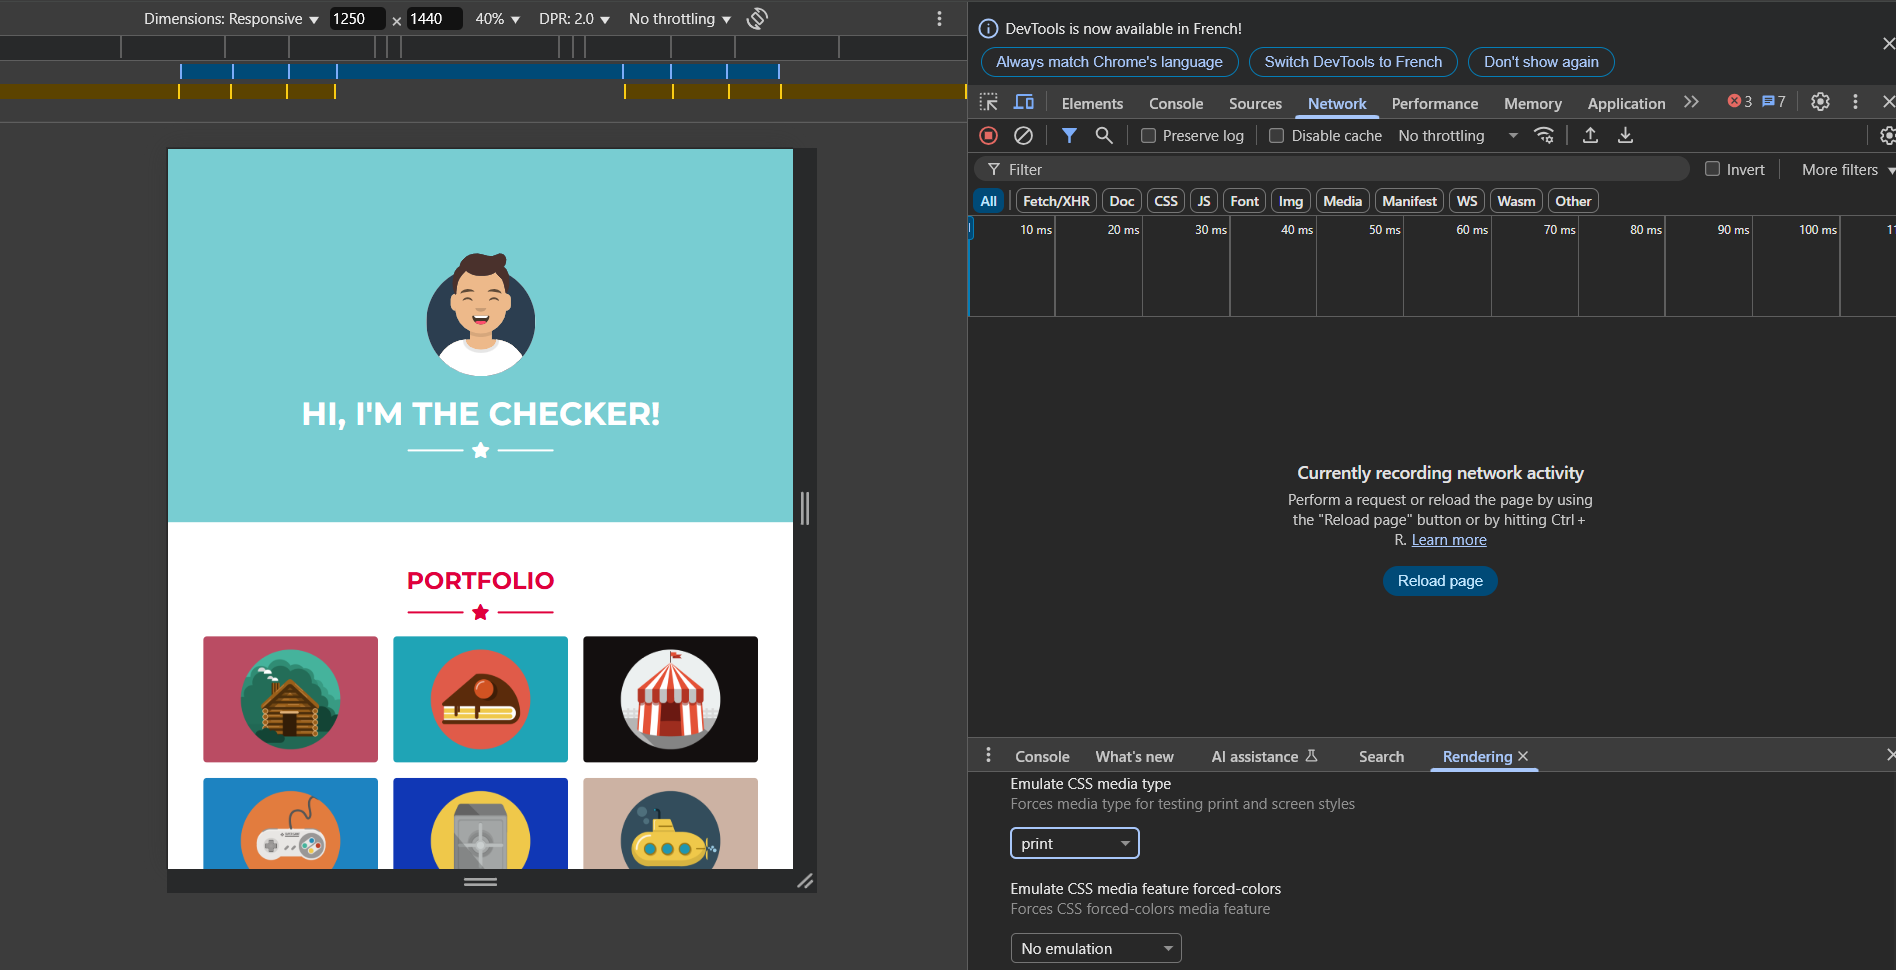 Dimensions: Responsive 1250 × 1440 40% DPR: 2.0 No throttling
HI, I'M THE CHECKER!
PORTFOLIO
DevTools is now available in French!
Always match Chrome's language Switch DevTools to French Don't show again
Elements Console Sources Network Performance Memory Application 3 7
Preserve log Disable cache No throttling
Filter Invert More filters
All Fetch/XHR Doc CSS JS Font Img Media Manifest WS Wasm Other
10 ms 20 ms 30 ms 40 ms 50 ms 60 ms 70 ms 80 ms 90 ms 100 ms 11
Currently recording network activity
Perform a request or reload the page by using
the "Reload page" button or by hitting Ctrl +
R. Learn more
Reload page
Console What's new AI assistance Search Rendering
Emulate CSS media type
Forces media type for testing print and screen styles
print
Emulate CSS media feature forced-colors
Forces CSS forced-colors media feature
No emulation